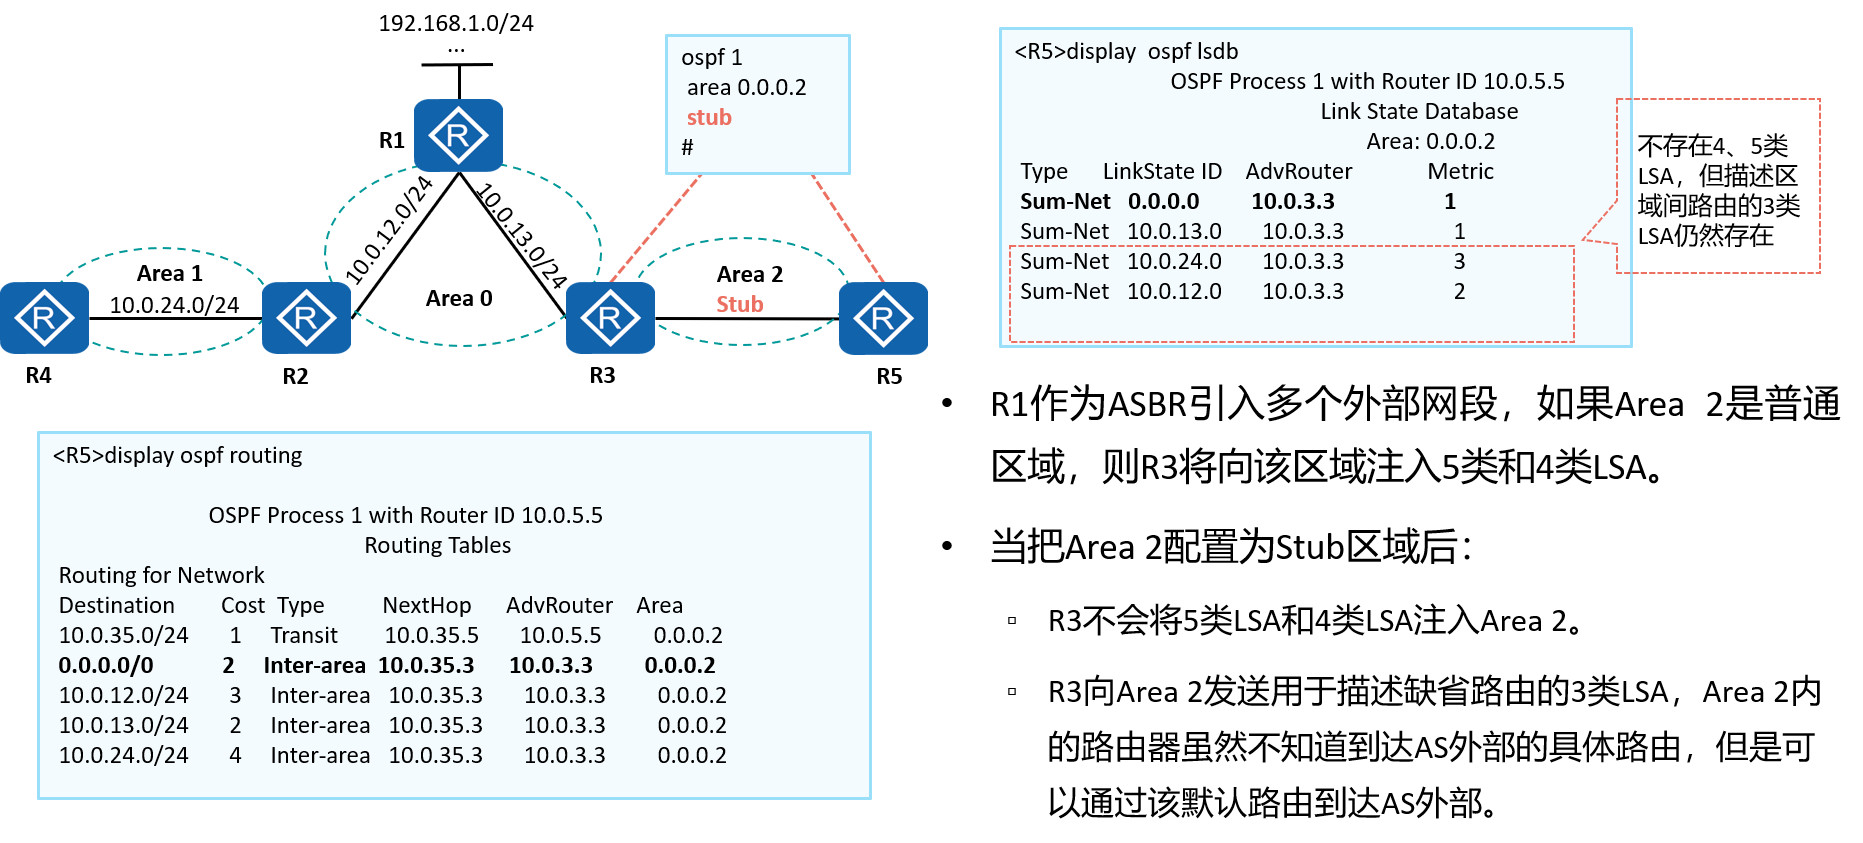 192.168.1.0/24
...
R1
10.0.12.0/24
10.0.13.0/24
ospf 1
area 0.0.0.2
stub
#
Area 1
10.0.24.0/24
Area 0
Area 2
Stub
R4
R2
R3
R5
<R5>display ospf lsdb
OSPF Process 1 with Router ID 10.0.5.5
Link State Database
Area: 0.0.0.2
Type LinkState ID AdvRouter Metric
Sum-Net 0.0.0.0 10.0.3.3 1
Sum-Net 10.0.13.0 10.0.3.3 1
Sum-Net 10.0.24.0 10.0.3.3 3
Sum-Net 10.0.12.0 10.0.3.3 2
不存在4、5类
LSA，但描述区
域间路由的3类
LSA仍然存在
<R5>display ospf routing
OSPF Process 1 with Router ID 10.0.5.5
Routing Tables
Routing for Network
Destination Cost Type NextHop AdvRouter Area
10.0.35.0/24 1 Transit 10.0.35.5 10.0.5.5 0.0.0.2
0.0.0.0/0 2 Inter-area 10.0.35.3 10.0.3.3 0.0.0.2
10.0.12.0/24 3 Inter-area 10.0.35.3 10.0.3.3 0.0.0.2
10.0.13.0/24 2 Inter-area 10.0.35.3 10.0.3.3 0.0.0.2
10.0.24.0/24 4 Inter-area 10.0.35.3 10.0.3.3 0.0.0.2
• R1作为ASBR引入多个外部网段，如果Area 2是普通
区域，则R3将向该区域注入5类和4类LSA。
• 当把Area 2配置为Stub区域后：
▫ R3不会将5类LSA和4类LSA注入Area 2。
▫ R3向Area 2发送用于描述缺省路由的3类LSA，Area 2内
的路由器虽然不知道到达AS外部的具体路由，但是可
以通过该默认路由到达AS外部。